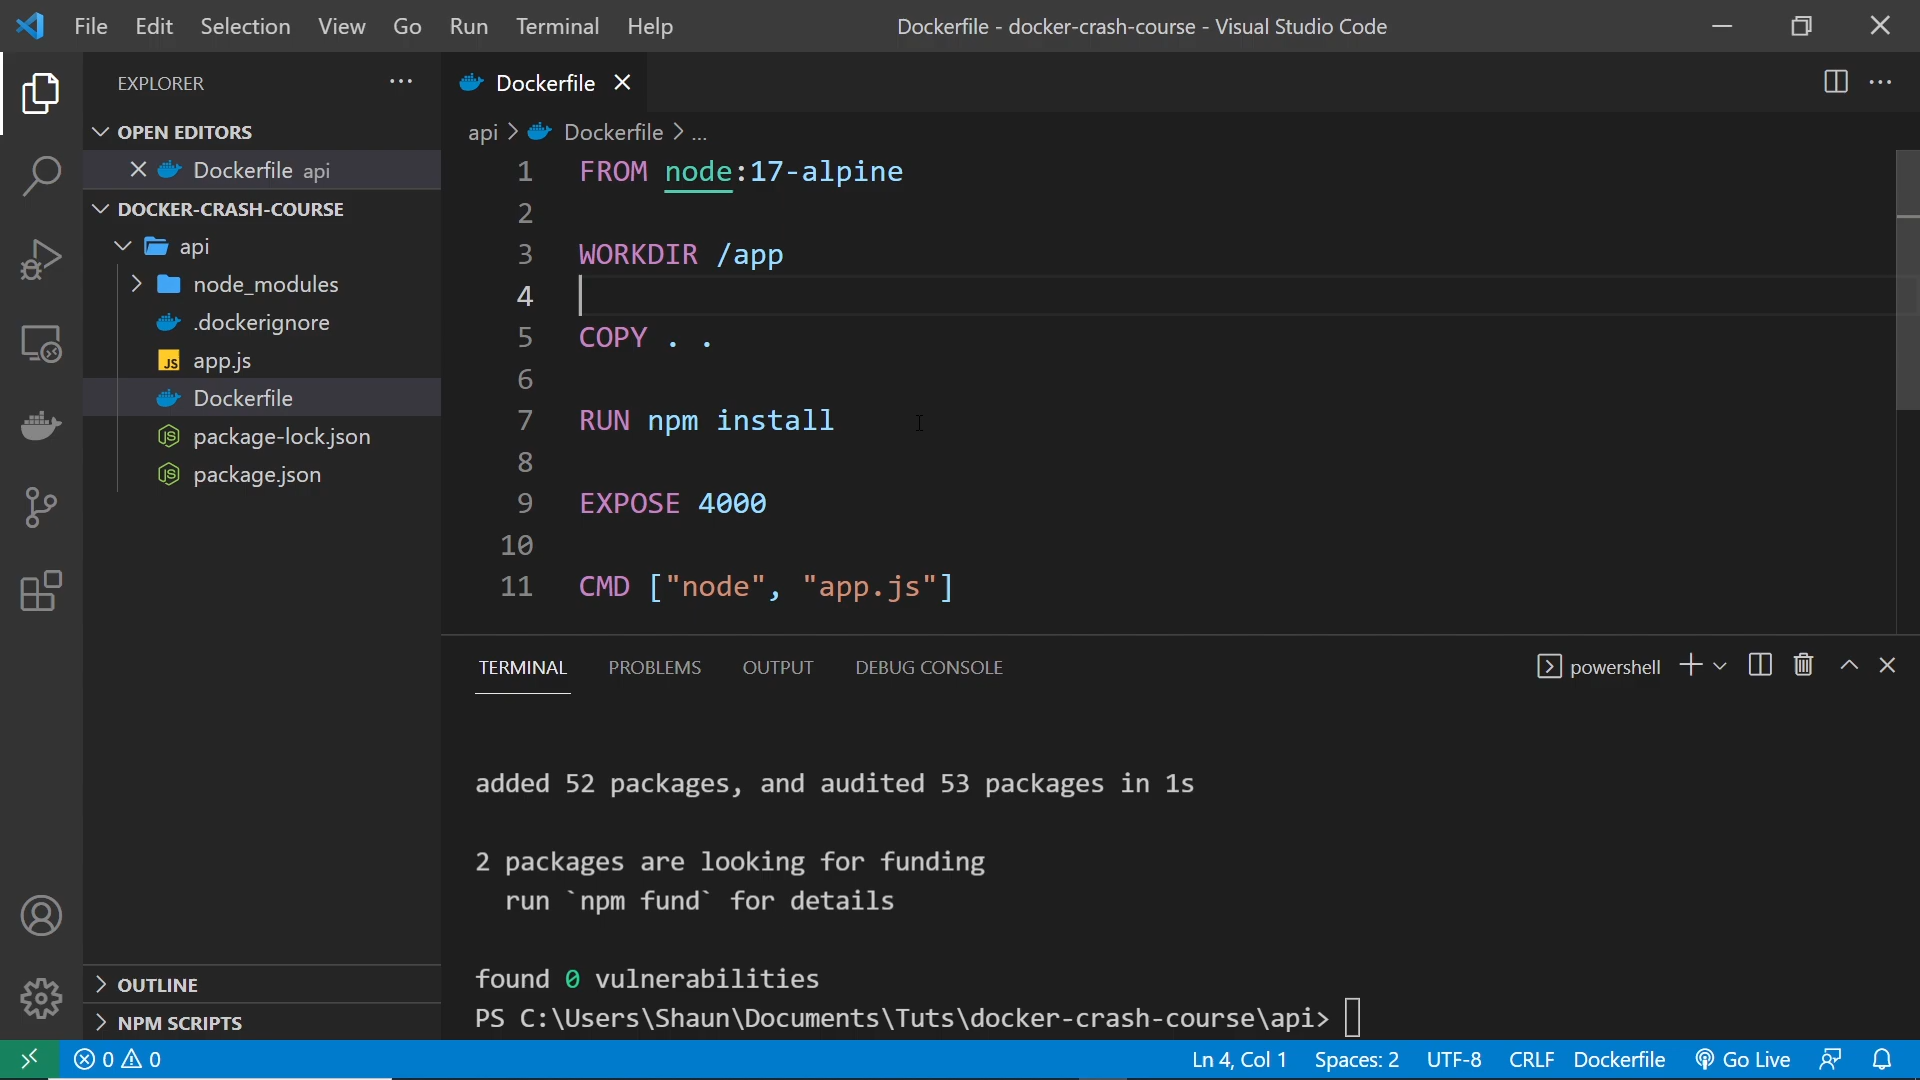 File Edit Selection View Go Run Terminal Help
Dockerfile - docker-crash-course - Visual Studio Code
EXPLORER
OPEN EDITORS
Dockerfile api
DOCKER-CRASH-COURSE
api
node_modules
.dockerignore
app.js
Dockerfile
package-lock.json
package.json
OUTLINE
NPM SCRIPTS
Dockerfile
api > Dockerfile > ...
1 FROM node:17-alpine
2
3 WORKDIR /app
4
5 COPY . .
6
7 RUN npm install
8
9 EXPOSE 4000
10
11 CMD ["node", "app.js"]
TERMINAL PROBLEMS OUTPUT DEBUG CONSOLE
powershell
added 52 packages, and audited 53 packages in 1s
2 packages are looking for funding
run `npm fund` for details
found 0 vulnerabilities
PS C:\Users\Shaun\Documents\Tuts\docker-crash-course\api>
0 0
Ln 4, Col 1 Spaces: 2 UTF-8 CRLF Dockerfile Go Live